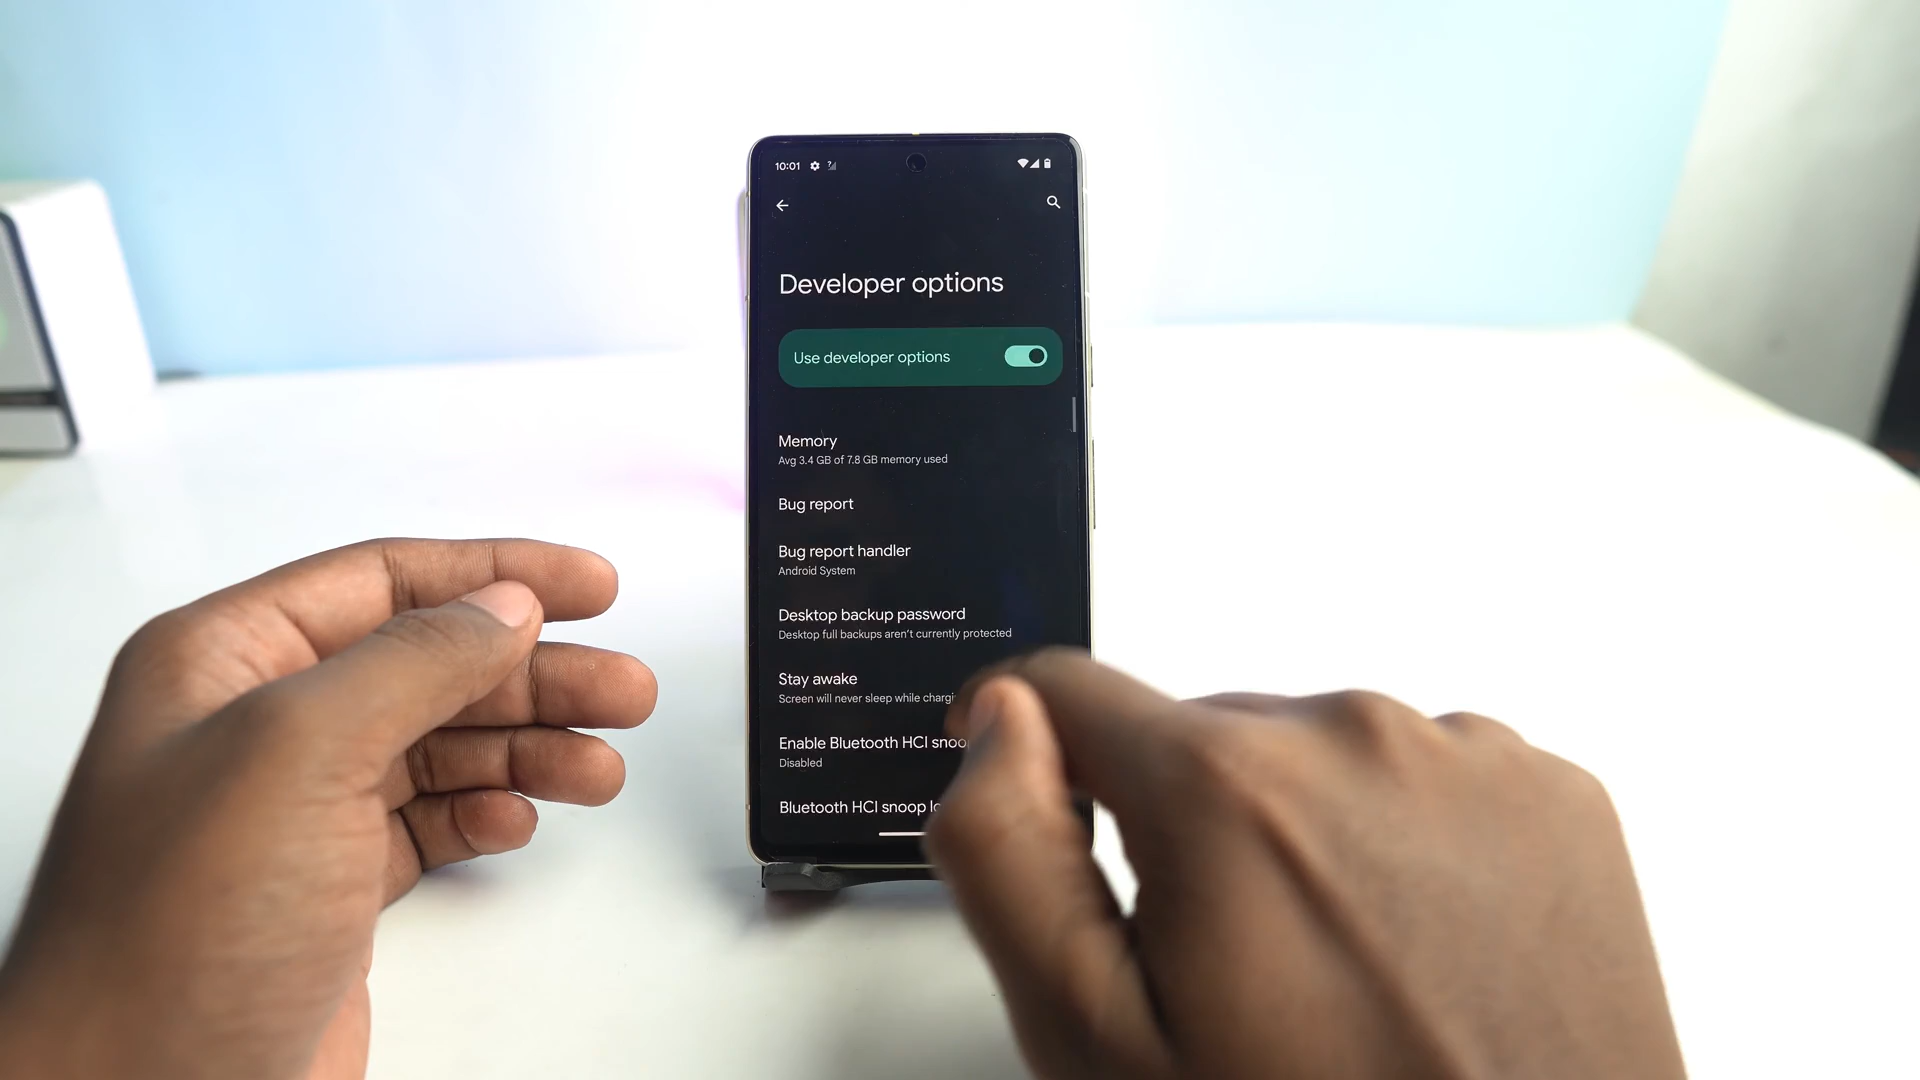 10:01
Developer options
Use developer options
Memory
Avg 3.4 GB of 7.8 GB memory used
Bug report
Bug report handler
Android System
Desktop backup password
Desktop full backups aren't currently protected
Stay awake
Screen will never sleep while
Enable Bluetooth HCI
Disabled
Bluetooth HCI snoop